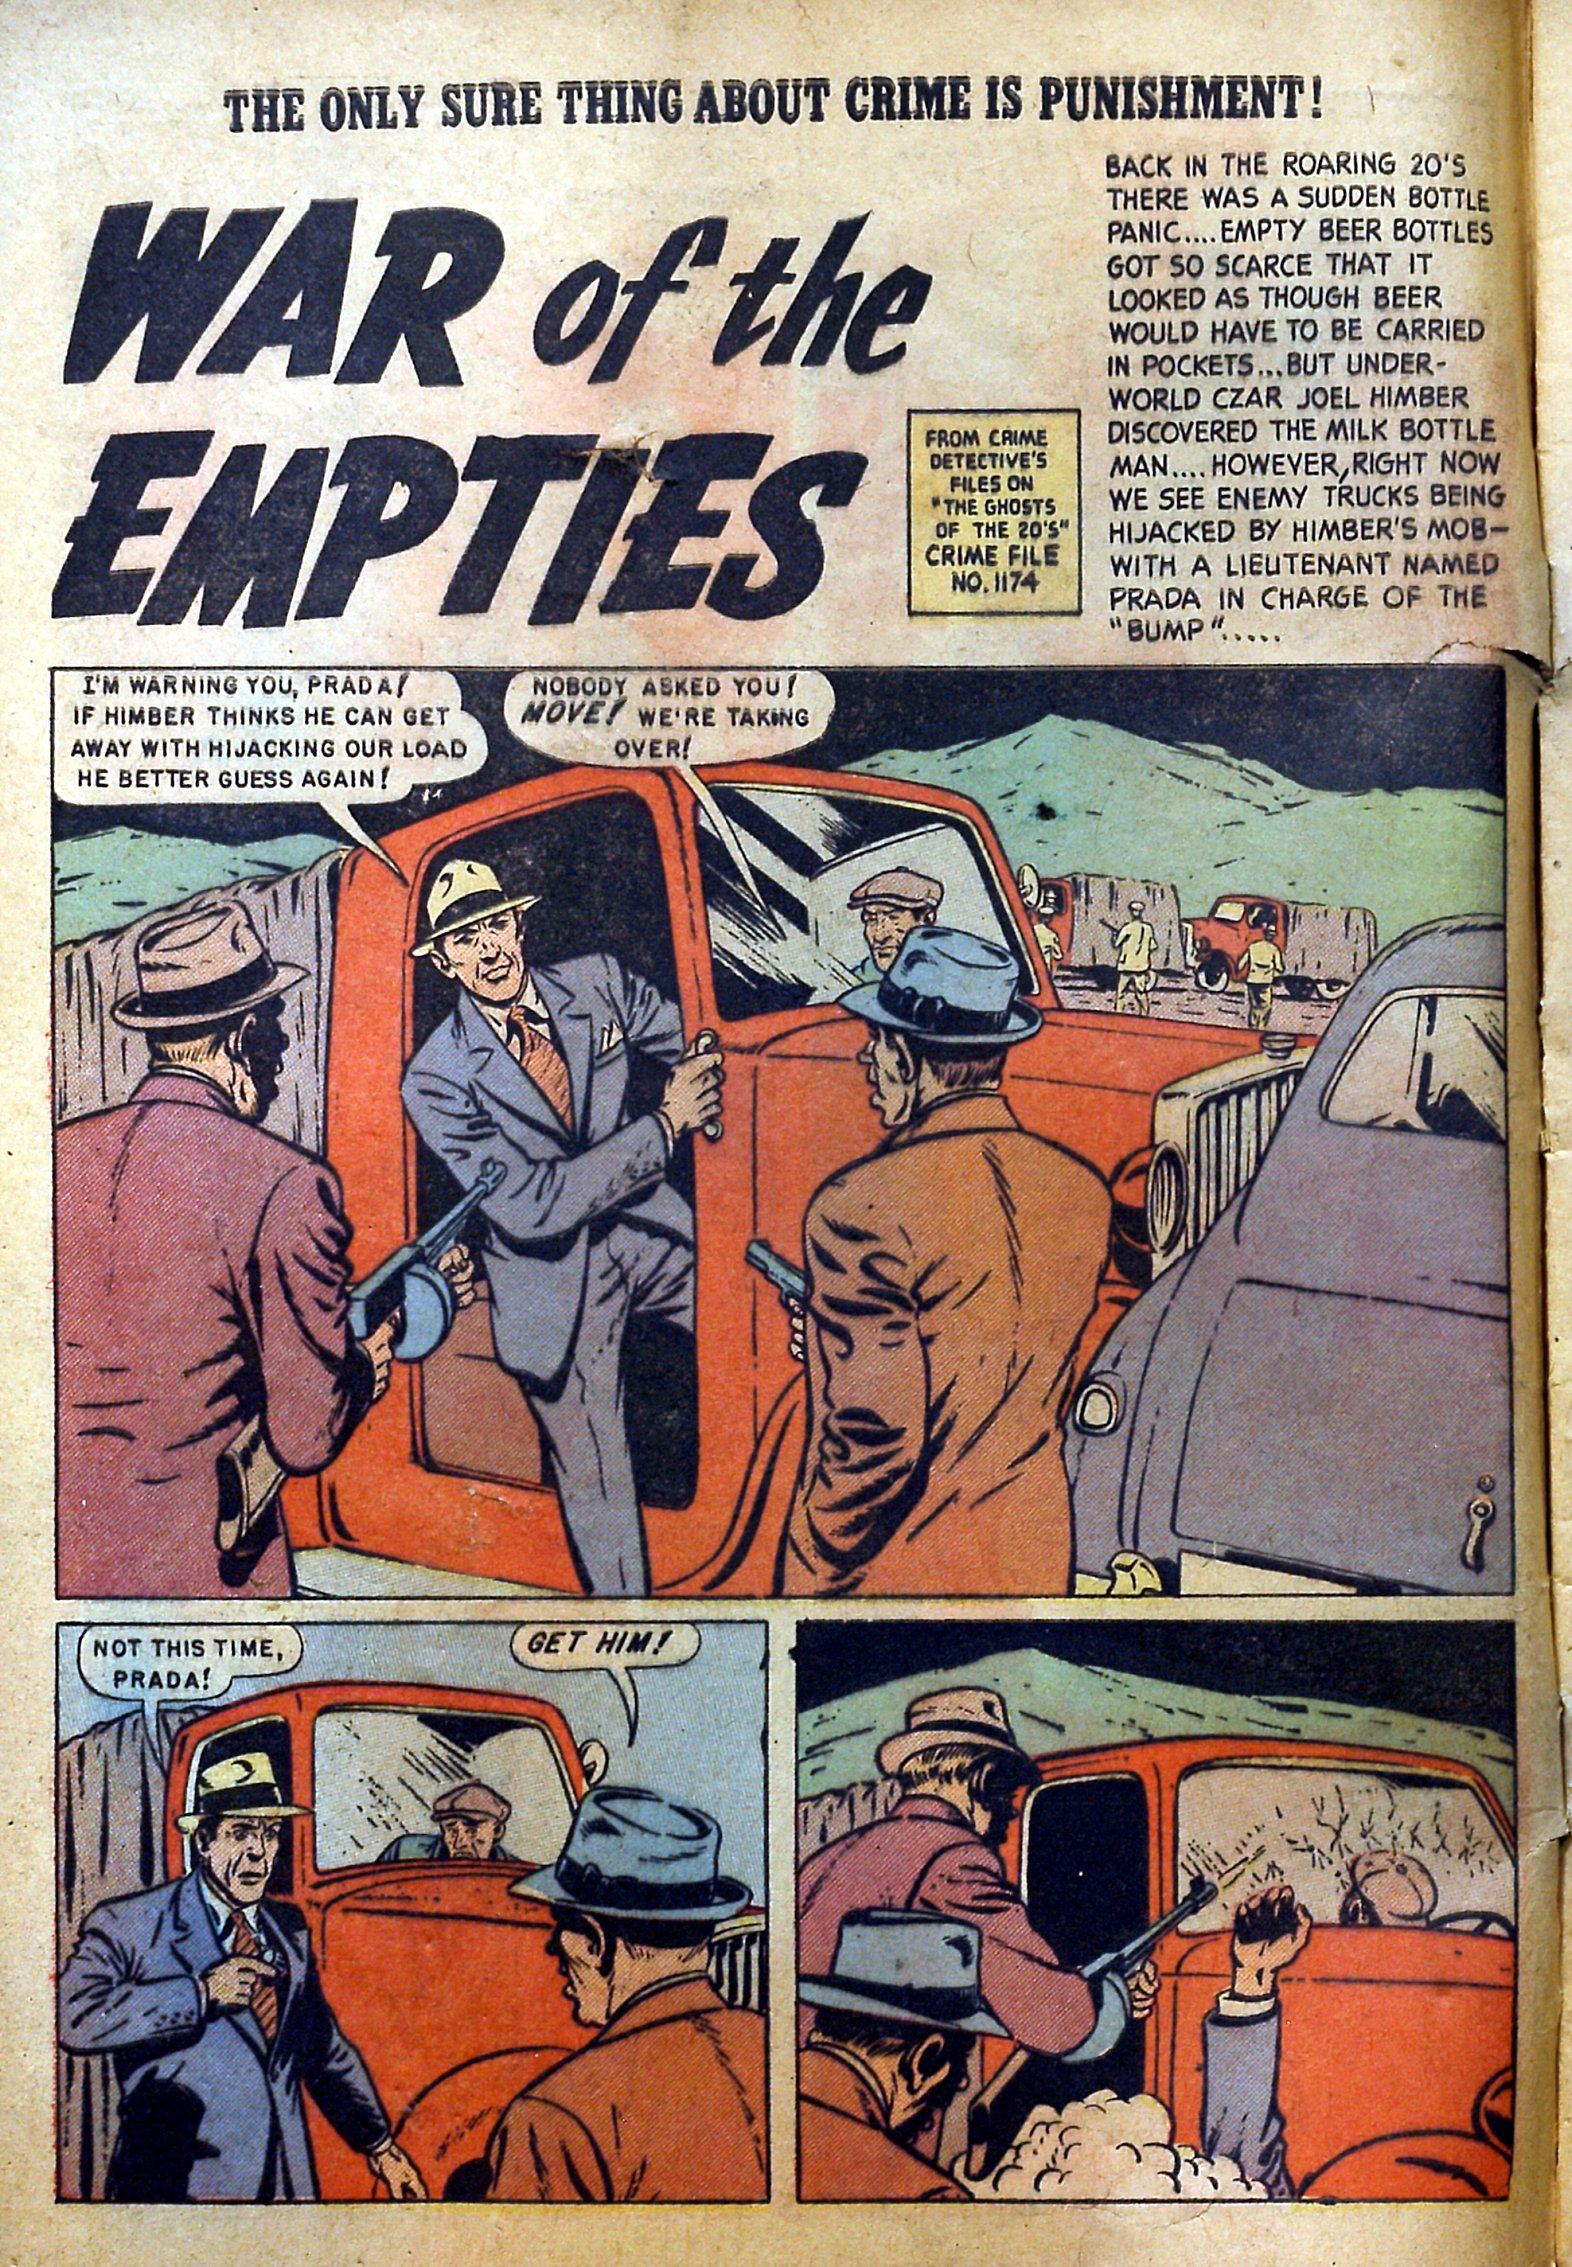 THE ONLY SURE THING ABOUT CRIME IS PUNISHMENT!
WAR of the
EMPTIES
FROM CRIME
DETECTIVE'S
FILES ON
"THE GHOSTS
OF THE 20'S"
CRIME FILE
NO. 1174
BACK IN THE ROARING 20'S
THERE WAS A SUDDEN BOTTLE
PANIC....EMPTY BEER BOTTLES
GOT SO SCARCE THAT IT
LOOKED AS THOUGH BEER
WOULD HAVE TO BE CARRIED
IN POCKETS...BUT UNDER-
WORLD CZAR JOEL HIMBER
DISCOVERED THE MILK BOTTLE
MAN....HOWEVER, RIGHT NOW
WE SEE ENEMY TRUCKS BEING
HIJACKED BY HIMBER'S MOB—
WITH A LIEUTENANT NAMED
PRADA IN CHARGE OF THE
"BUMP".....
I'M WARNING YOU, PRADA!
IF HIMBER THINKS HE CAN GET
AWAY WITH HIJACKING OUR LOAD
HE BETTER GUESS AGAIN!
NOBODY ASKED YOU!
MOVE! WE'RE TAKING
OVER!
NOT THIS TIME,
PRADA!
GET HIM!